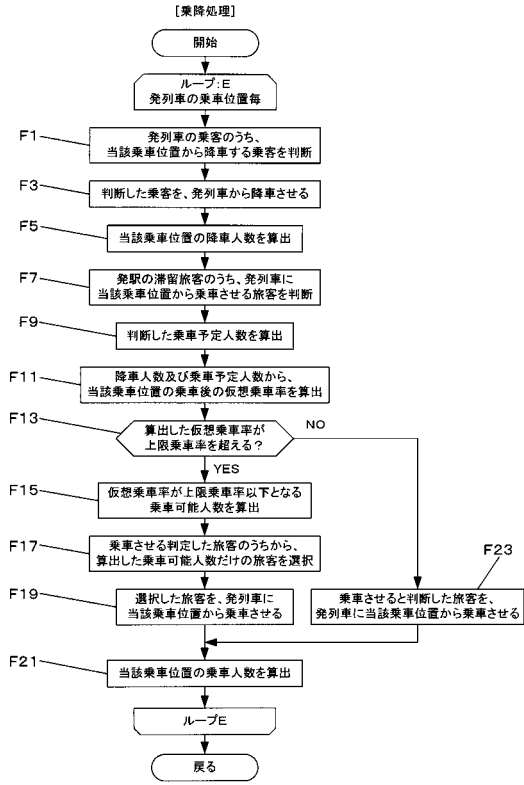 [乗降処理]
開始
ループ:E
発列車の乗車位置毎
F1
発列車の乗客のうち、
当該乗車位置から降車する乗客を判断
F3
判断した乗客を、発列車から降車させる
F5
当該乗車位置の降車人数を算出
F7
発駅の滞留旅客のうち、発列車に
当該乗車位置から乗車させる旅客を判断
F9
判断した乗車予定人数を算出
F11
降車人数及び乗車予定人数から、
当該乗車位置の乗車後の仮想乗車率を算出
F13
算出した仮想乗車率が
上限乗車率を超える?
NO
YES
F15
仮想乗車率が上限乗車率以下となる
乗車可能人数を算出
F17
乗車させる判定した旅客のうちから、
算出した乗車可能人数だけの旅客を選択
F19
選択した旅客を、発列車に
当該乗車位置から乗車させる
F23
乗車させると判断した旅客を、
発列車に当該乗車位置から乗車させる
F21
当該乗車位置の乗車人数を算出
ループE
戻る